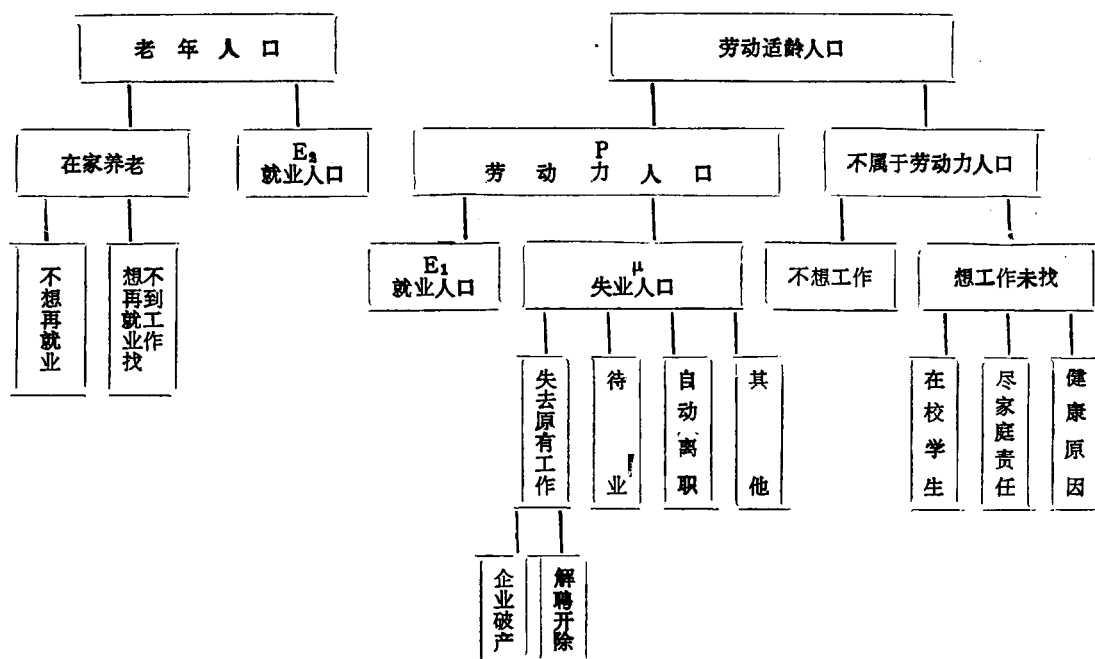 老年人口
劳动适龄人口
在家养老
E₂
就业人口
P
劳动力人口
不属于劳动力人口
不想再就业
想再就业找
不到工作
E₁
就业人口
μ
失业人口
不想工作
想工作未找
失去原有工作
待业
自动离职
其他
在校学生
尽家庭责任
健康原因
企业破产
解聘开除